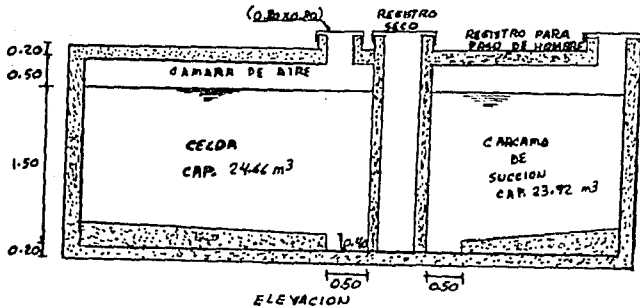 (0.80x0.80)
REGISTRO
SECO
REGISTRO PARA
PASO DE HOMBRE
0.20
0.50
CAMARA DE AIRE
1.50
CELDA
CAP. 24.66 m3
CARCAMO
DE
SUCCION
CAP. 23.92 m3
0.40
0.20
0.50
0.50
ELEVACION